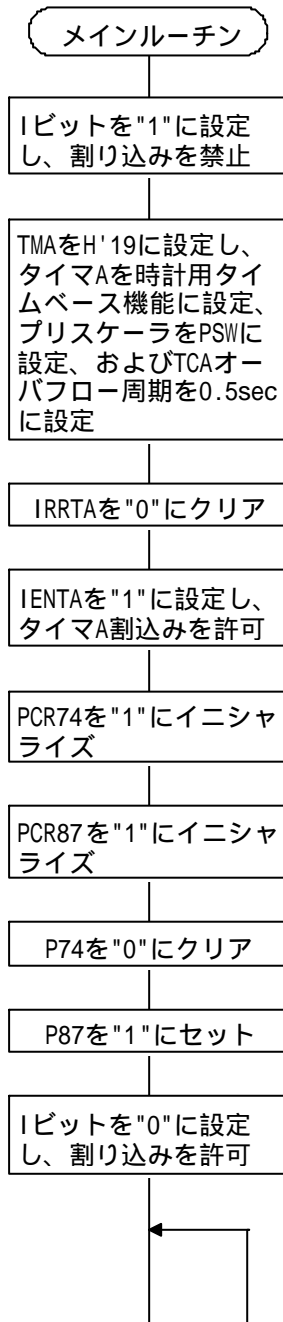 メインルーチン
Iビットを"1"に設定
し、割り込みを禁止
TMAをH'19に設定し、
タイマAを時計用タイ
ムベース機能に設定、
プリスケーラをPSWに
設定、およびTCAオー
バフロー周期を0.5sec
に設定
IRRTAを"0"にクリア
IENTAを"1"に設定し、
タイマA割込みを許可
PCR74を"1"にイニシャ
ライズ
PCR87を"1"にイニシャ
ライズ
P74を"0"にクリア
P87を"1"にセット
Iビットを"0"に設定
し、割り込みを許可